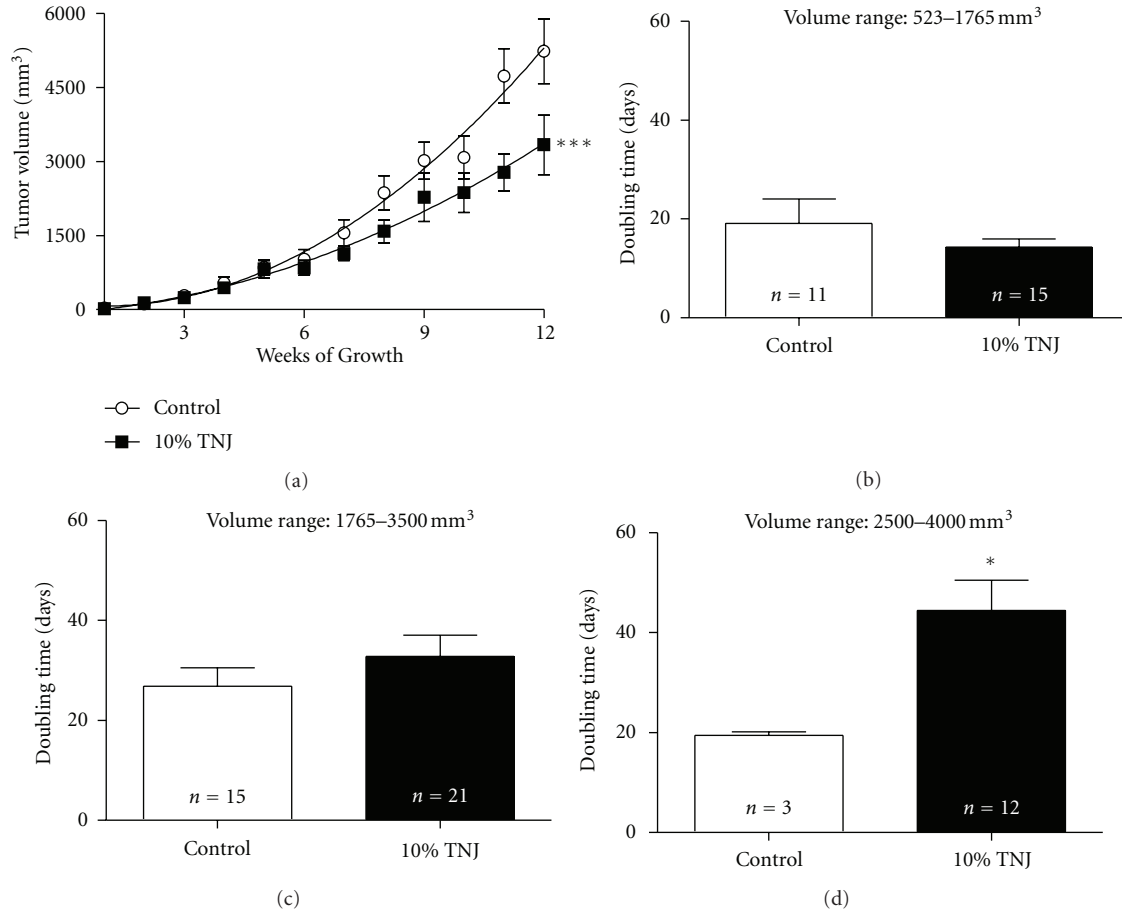 6000
4500
3000
1500
0
Tumor volume (mm³)
3
6
9
12
Weeks of Growth
∗∗∗
Control
10% TNJ
(a)
Volume range: 523–1765 mm³
60
40
20
0
Doubling time (days)
n = 11
n = 15
Control
10% TNJ
(b)
Volume range: 1765–3500 mm³
60
40
20
0
Doubling time (days)
n = 15
n = 21
Control
10% TNJ
(c)
Volume range: 2500–4000 mm³
60
40
20
0
Doubling time (days)
∗
n = 3
n = 12
Control
10% TNJ
(d)